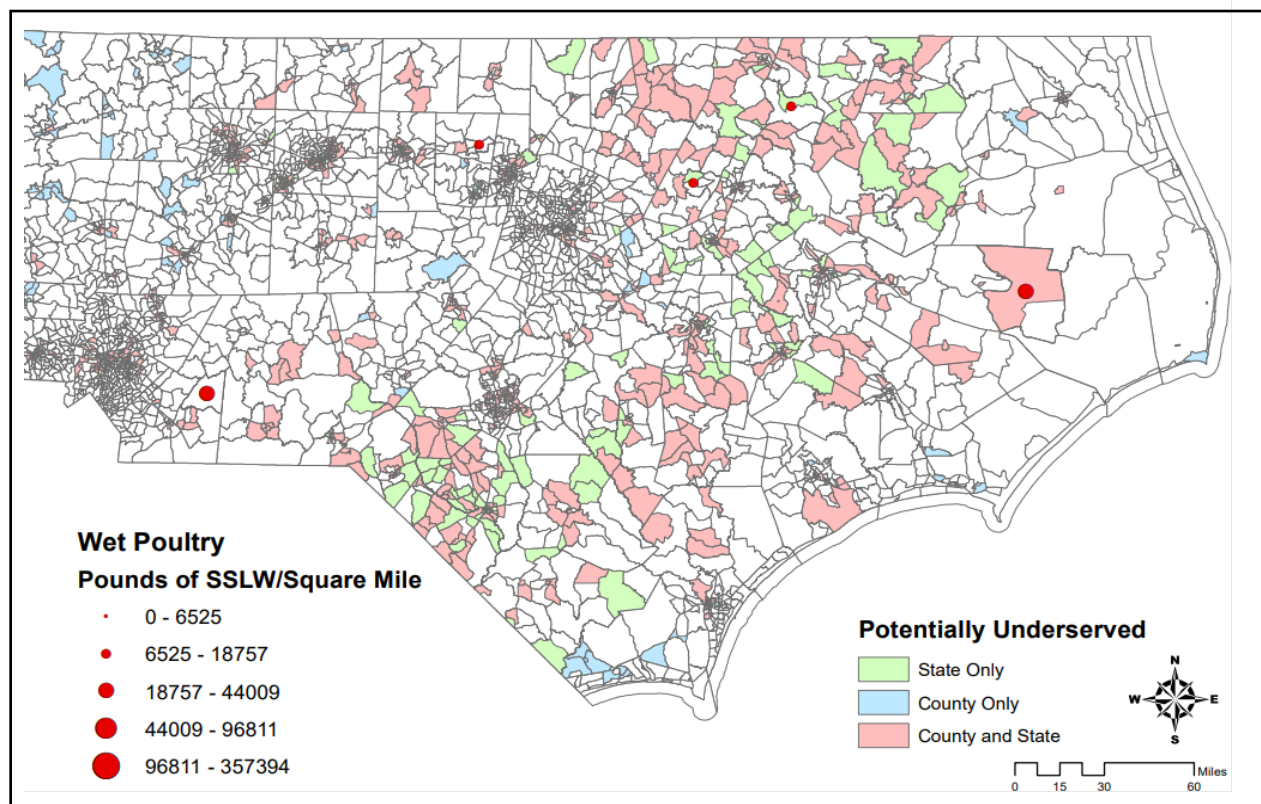 Wet Poultry
Pounds of SSLW/Square Mile
0 - 6525
6525 - 18757
18757 - 44009
44009 - 96811
96811 - 357394
Potentially Underserved
State Only
County Only
County and State
N
W E
S
Miles
0 15 30 60